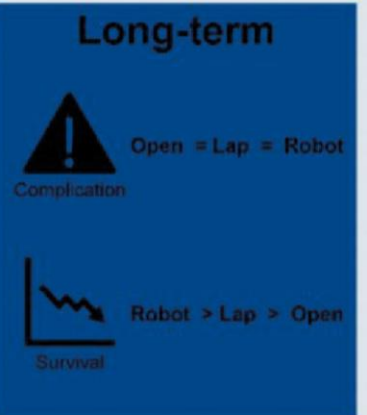 Long-term
Open = Lap = Robot
Complication
Robot > Lap > Open
Survival